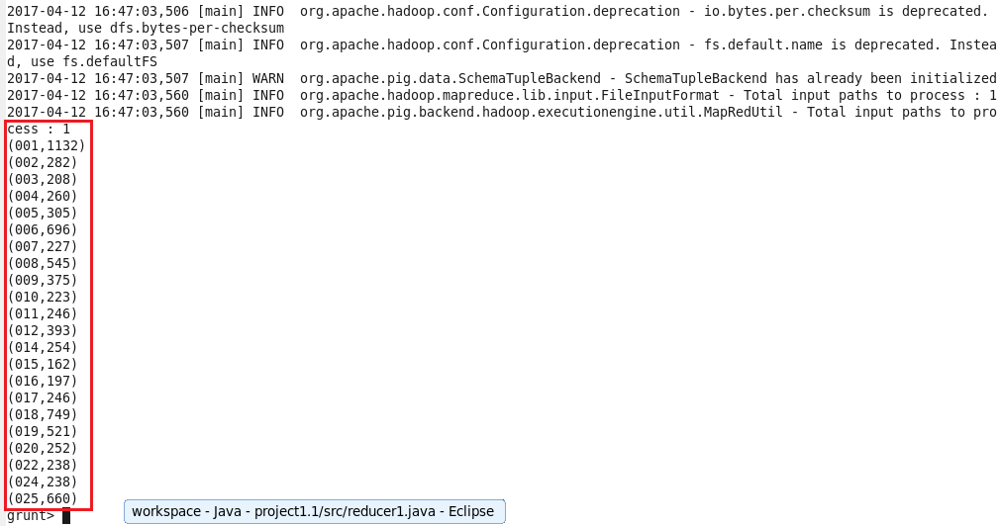 2017-04-12 16:47:03,506 [main] INFO  org.apache.hadoop.conf.Configuration.deprecation - io.bytes.per.checksum is deprecated.
Instead, use dfs.bytes-per-checksum
2017-04-12 16:47:03,507 [main] INFO  org.apache.hadoop.conf.Configuration.deprecation - fs.default.name is deprecated. Instea
d, use fs.defaultFS
2017-04-12 16:47:03,507 [main] WARN  org.apache.pig.data.SchemaTupleBackend - SchemaTupleBackend has already been initialized
2017-04-12 16:47:03,560 [main] INFO  org.apache.hadoop.mapreduce.lib.input.FileInputFormat - Total input paths to process : 1
2017-04-12 16:47:03,560 [main] INFO  org.apache.pig.backend.hadoop.executionengine.util.MapRedUtil - Total input paths to pro
cess : 1
(001,1132)
(002,282)
(003,208)
(004,260)
(005,305)
(006,696)
(007,227)
(008,545)
(009,375)
(010,223)
(011,246)
(012,393)
(014,254)
(015,162)
(016,197)
(017,246)
(018,749)
(019,521)
(020,252)
(022,238)
(024,238)
(025,660)
grunt>
workspace - Java - project1.1/src/reducer1.java - Eclipse